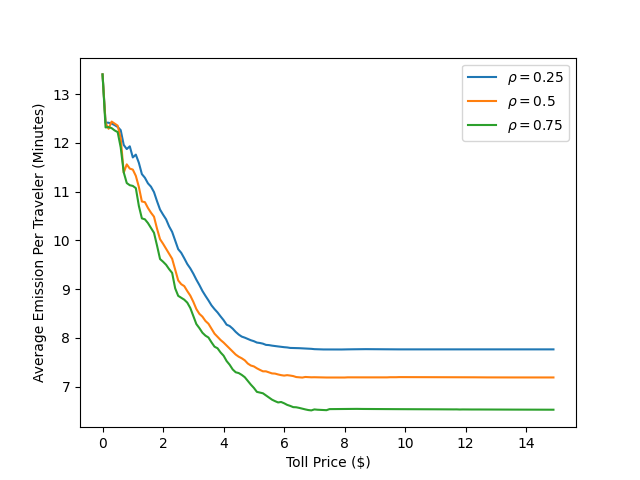 ρ = 0.25
ρ = 0.5
ρ = 0.75
13
12
11
10
9
8
7
Average Emission Per Traveler (Minutes)
0 2 4 6 8 10 12 14
Toll Price ($)